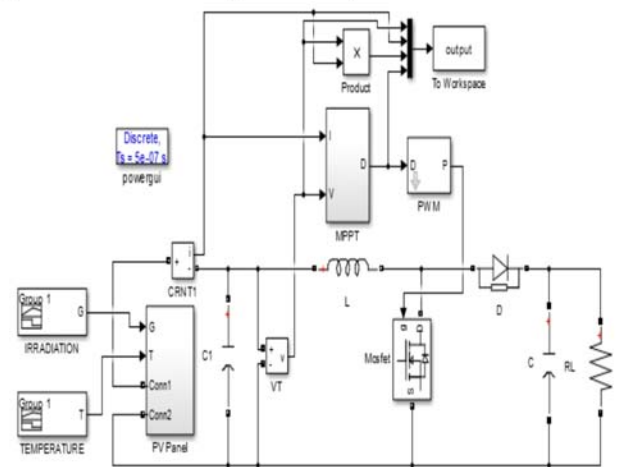 output
To Workspace
×
Product
Discrete,
Ts = 5e-07 s
powergui
I
V
D
MPPT
D
P
PWM
i
+
-
CRNT1
L
D
Group 1
G
IRRADIATION
G
T
Conn1
Conn2
PV Panel
C1
+
-
v
VT
g
D
S
Mosfet
C
RL
Group 1
T
TEMPERATURE